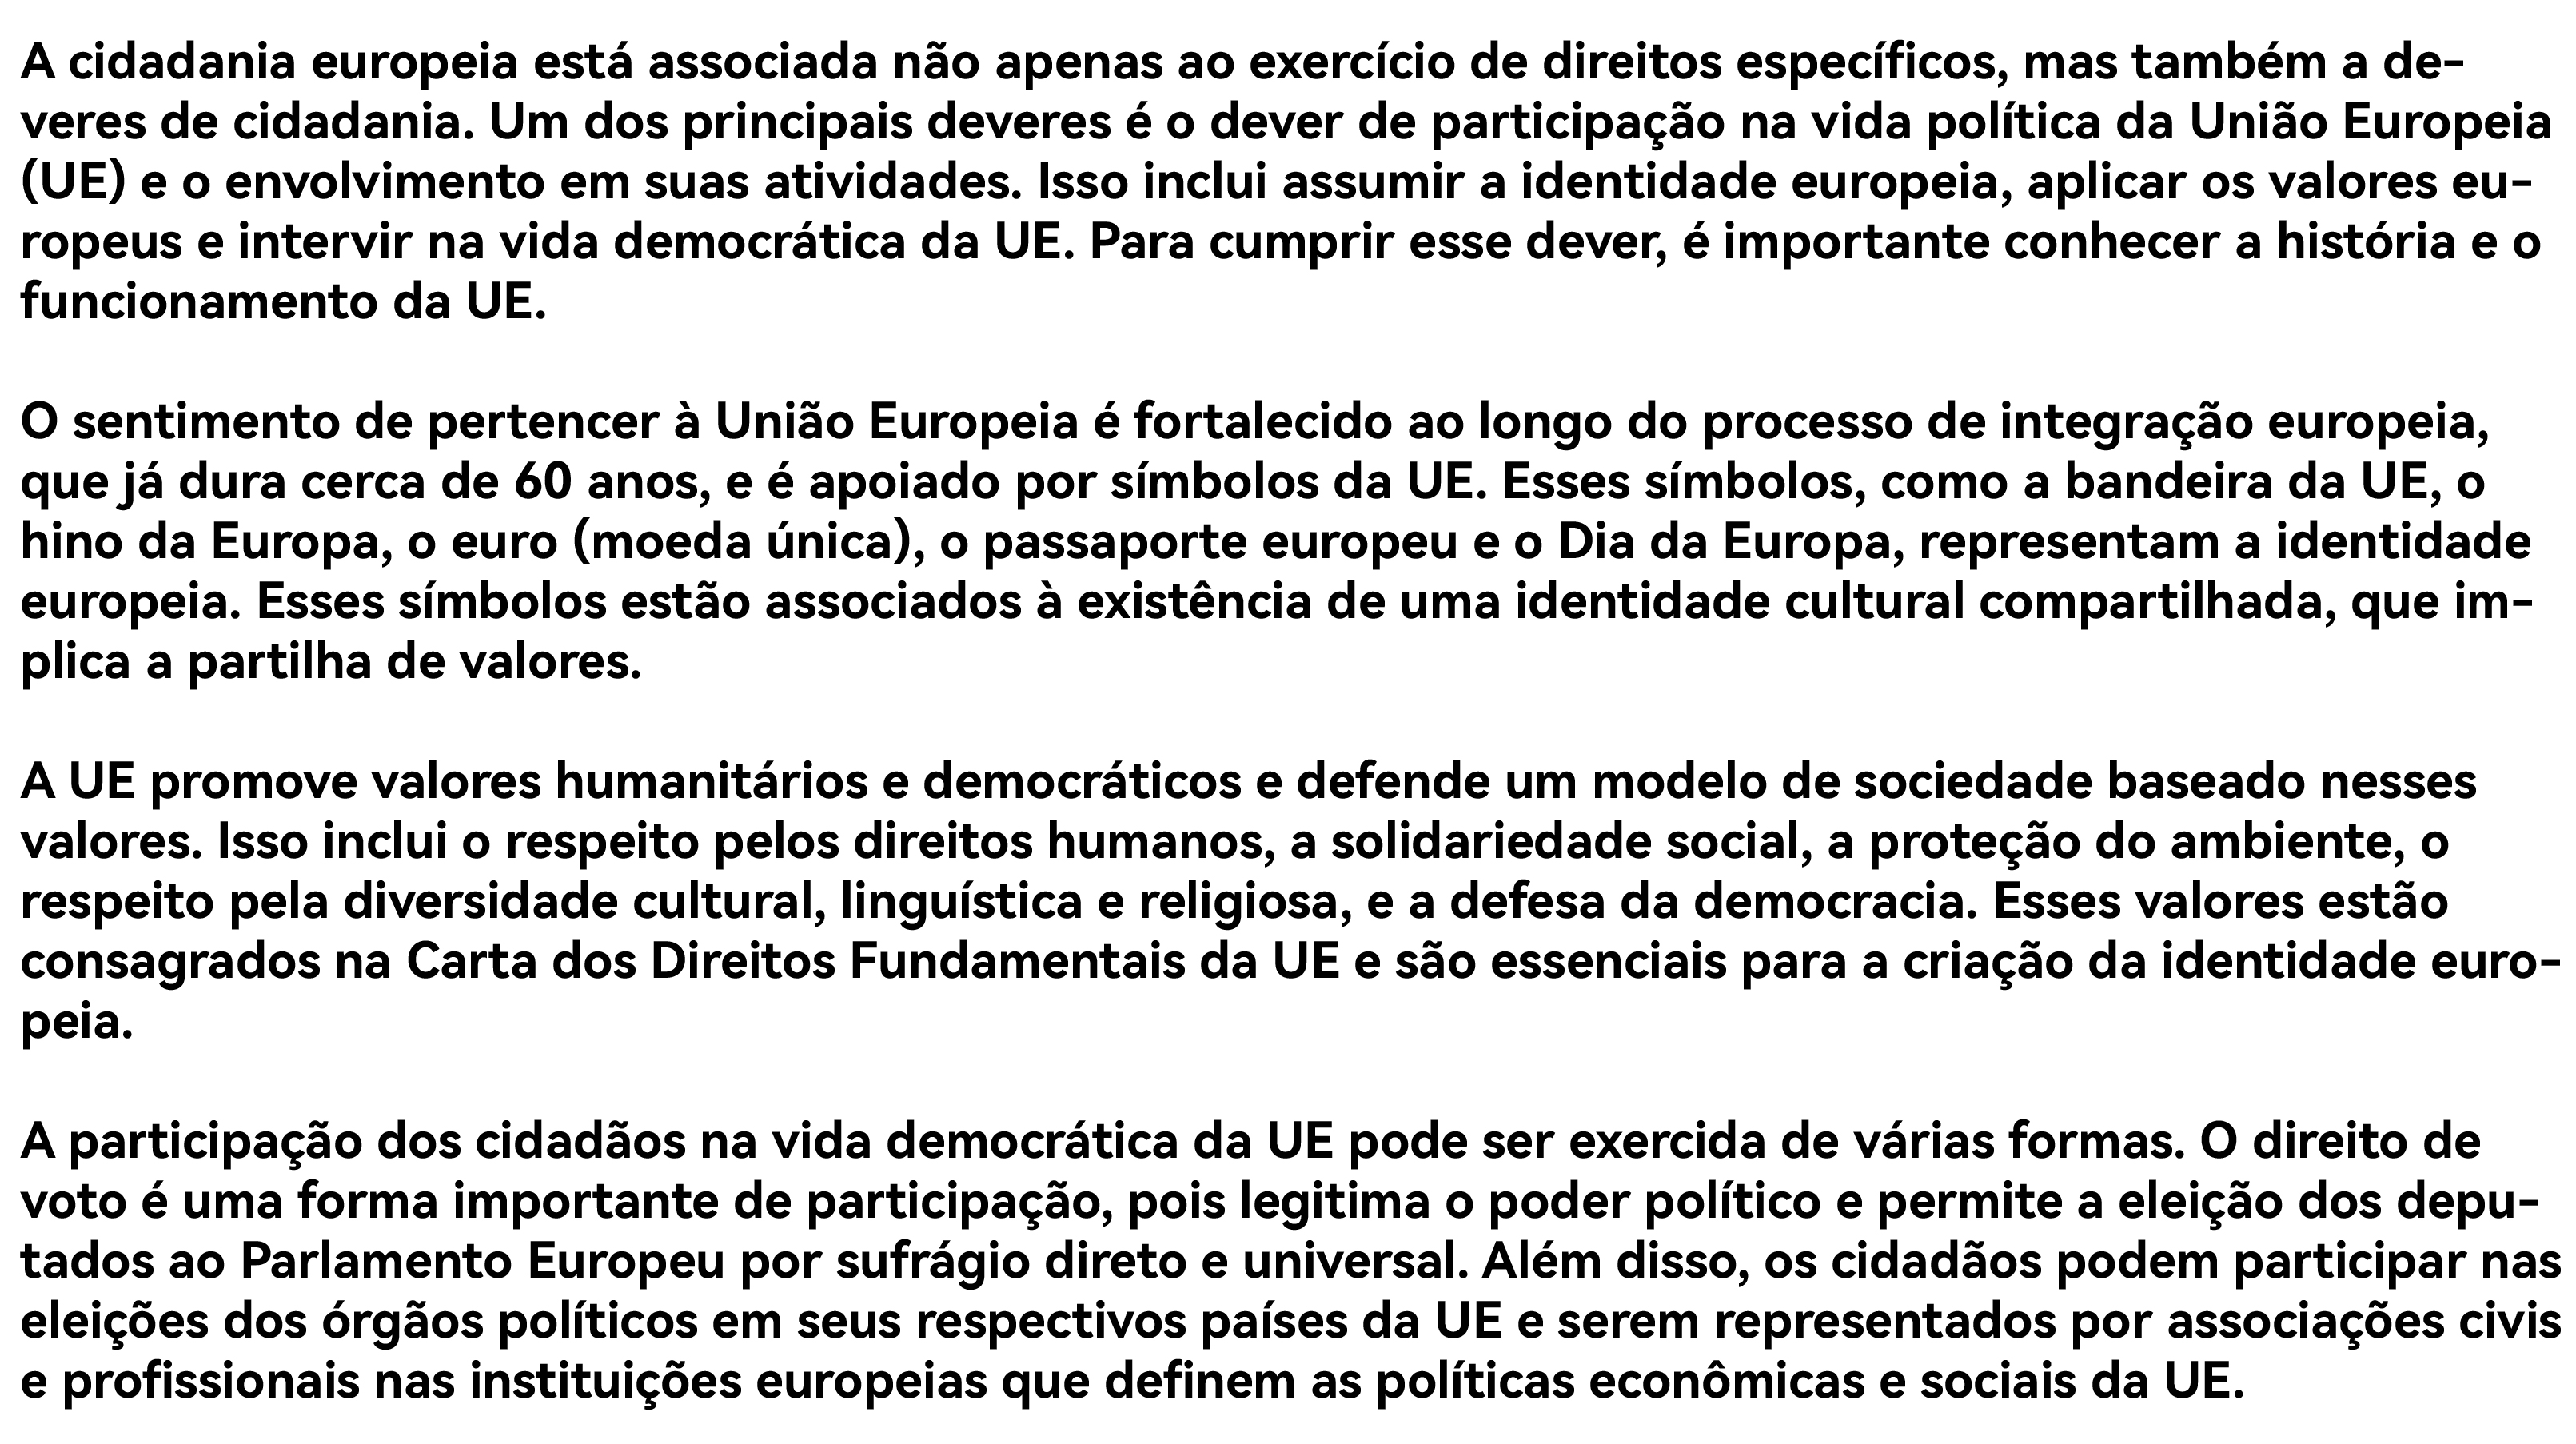 A cidadania europeia está associada não apenas ao exercício de direitos específicos, mas também a de-
veres de cidadania. Um dos principais deveres é o dever de participação na vida política da União Europeia
(UE) e o envolvimento em suas atividades. Isso inclui assumir a identidade europeia, aplicar os valores eu-
ropeus e intervir na vida democrática da UE. Para cumprir esse dever, é importante conhecer a história e o
funcionamento da UE.
O sentimento de pertencer à União Europeia é fortalecido ao longo do processo de integração europeia,
que já dura cerca de 60 anos, e é apoiado por símbolos da UE. Esses símbolos, como a bandeira da UE, o
hino da Europa, o euro (moeda única), o passaporte europeu e o Dia da Europa, representam a identidade
europeia. Esses símbolos estão associados à existência de uma identidade cultural compartilhada, que im-
plica a partilha de valores.
A UE promove valores humanitários e democráticos e defende um modelo de sociedade baseado nesses
valores. Isso inclui o respeito pelos direitos humanos, a solidariedade social, a proteção do ambiente, o
respeito pela diversidade cultural, linguística e religiosa, e a defesa da democracia. Esses valores estão
consagrados na Carta dos Direitos Fundamentais da UE e são essenciais para a criação da identidade euro-
peia.
A participação dos cidadãos na vida democrática da UE pode ser exercida de várias formas. O direito de
voto é uma forma importante de participação, pois legitima o poder político e permite a eleição dos depu-
tados ao Parlamento Europeu por sufrágio direto e universal. Além disso, os cidadãos podem participar nas
eleições dos órgãos políticos em seus respectivos países da UE e serem representados por associações civis
e profissionais nas instituições europeias que definem as políticas econômicas e sociais da UE.